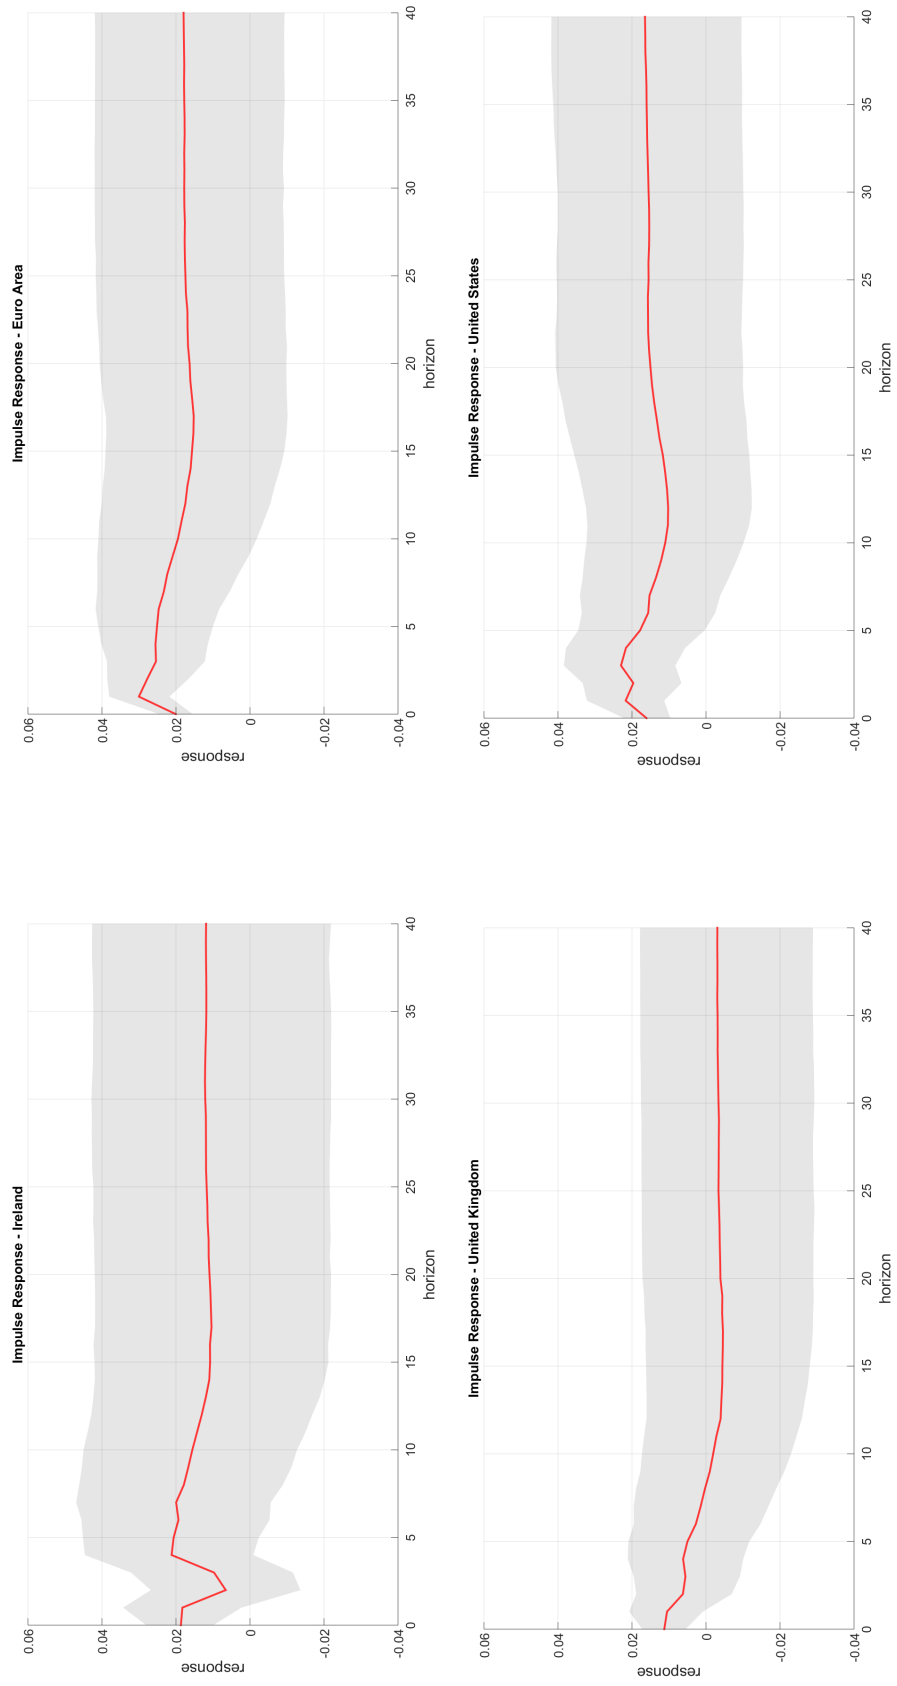 Impulse Response - Ireland
0.06
0.04
0.02
0
-0.02
-0.04
response
0 5 10 15 20 25 30 35 40
horizon
Impulse Response - Euro Area
0.06
0.04
0.02
0
-0.02
-0.04
response
0 5 10 15 20 25 30 35 40
horizon
Impulse Response - United Kingdom
0.06
0.04
0.02
0
-0.02
-0.04
response
0 5 10 15 20 25 30 35 40
horizon
Impulse Response - United States
0.06
0.04
0.02
0
-0.02
-0.04
response
0 5 10 15 20 25 30 35 40
horizon